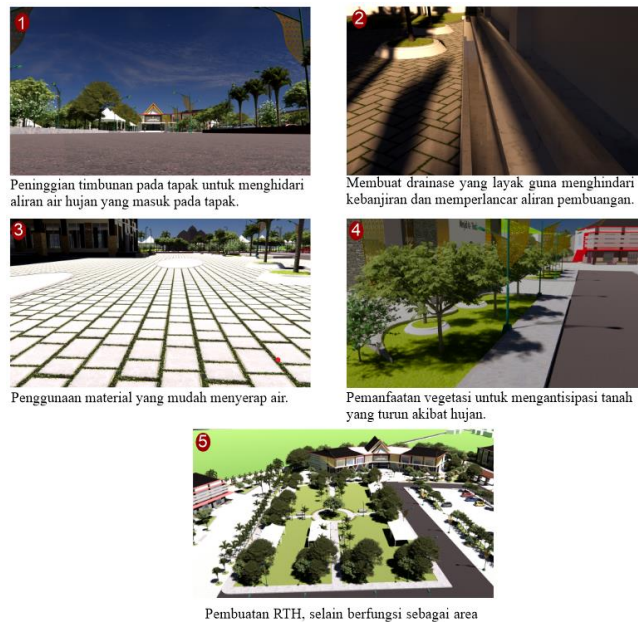 1
2
Peninggian timbunan pada tapak untuk menghidari
aliran air hujan yang masuk pada tapak.
Membuat drainase yang layak guna menghindari
kebanjiran dan memperlancar aliran pembuangan.
3
4
Penggunaan material yang mudah menyerap air.
Pemanfaatan vegetasi untuk mengantisipasi tanah
yang turun akibat hujan.
5
Pembuatan RTH, selain berfungsi sebagai area